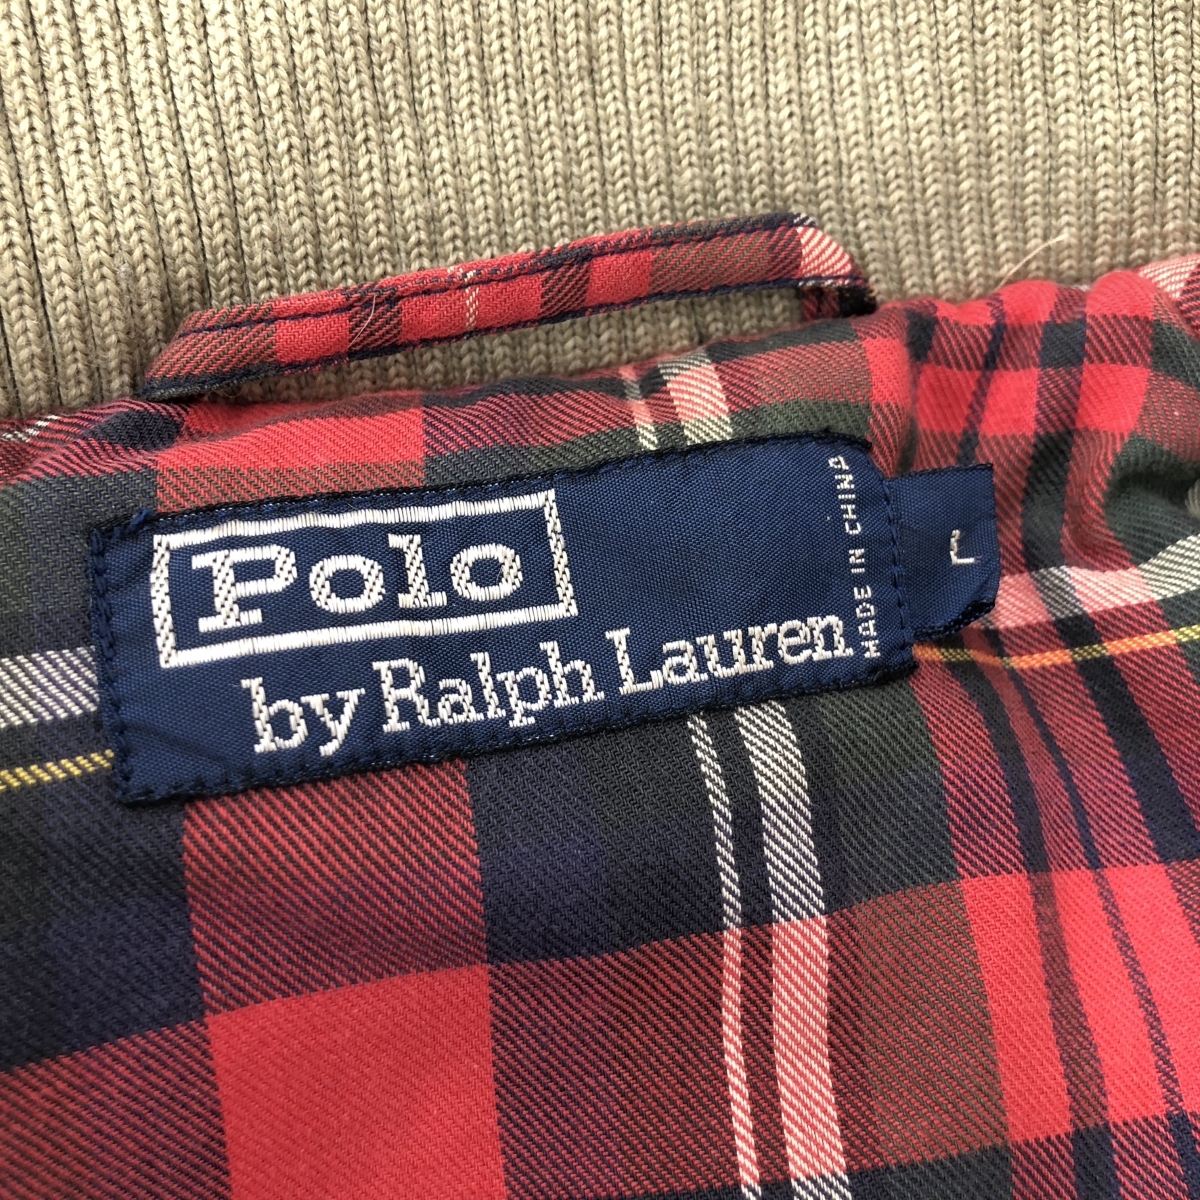 Polo
by Ralph Lauren
MADE IN CHINA
L